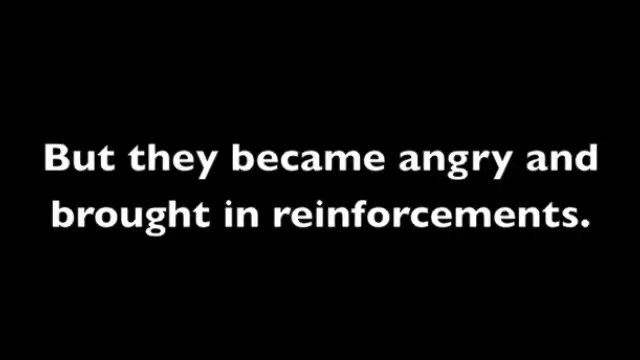 But they became angry and
brought in reinforcements.